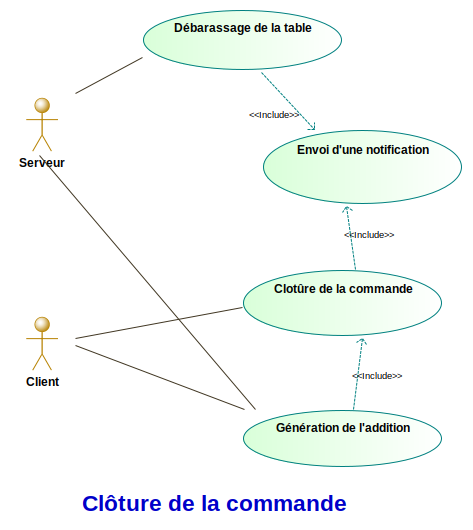 Débarassage de la table
<<Include>>
Serveur
Envoi d'une notification
<<Include>>
Clotûre de la commande
Client
<<Include>>
Génération de l'addition
Clôture de la commande